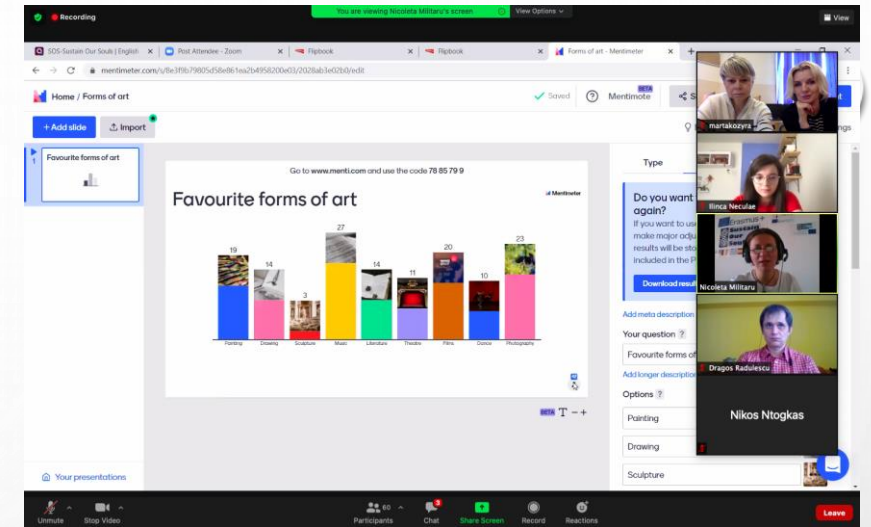 Recording
You are viewing Nicoleta Militaru's screen
View Options
View
SOS-Sustain Our Souls | English
Post Attendee - Zoom
Flipbook
Flipbook
Forms of art - Mentimeter
mentimeter.com/s/
/edit
Home / Forms of art
Saved
BETA
Mentimote
+ Add slide
Import
1
Favourite forms of art
Go to www.menti.com and use the code 78 85 79 9
Favourite forms of art
Mentimeter
19
14
3
27
14
11
20
10
23
Painting
Drawing
Sculpture
Music
Literature
Theatre
Films
Dance
Photography
BETA
Type
Do you want
again?
If you want to
make major
results will be
included in the P
Download
Add meta description
Your question ?
Favourite forms of
Add longer description
Options ?
Painting
Drawing
Sculpture
martakozyra
Ilinca Neculae
Erasmus+
Nicoleta Militaru
Dragos Radulescu
Nikos Ntogkas
Your presentations
Unmute
Stop Video
60
Participants
3
Chat
Share Screen
Record
Reactions
Leave